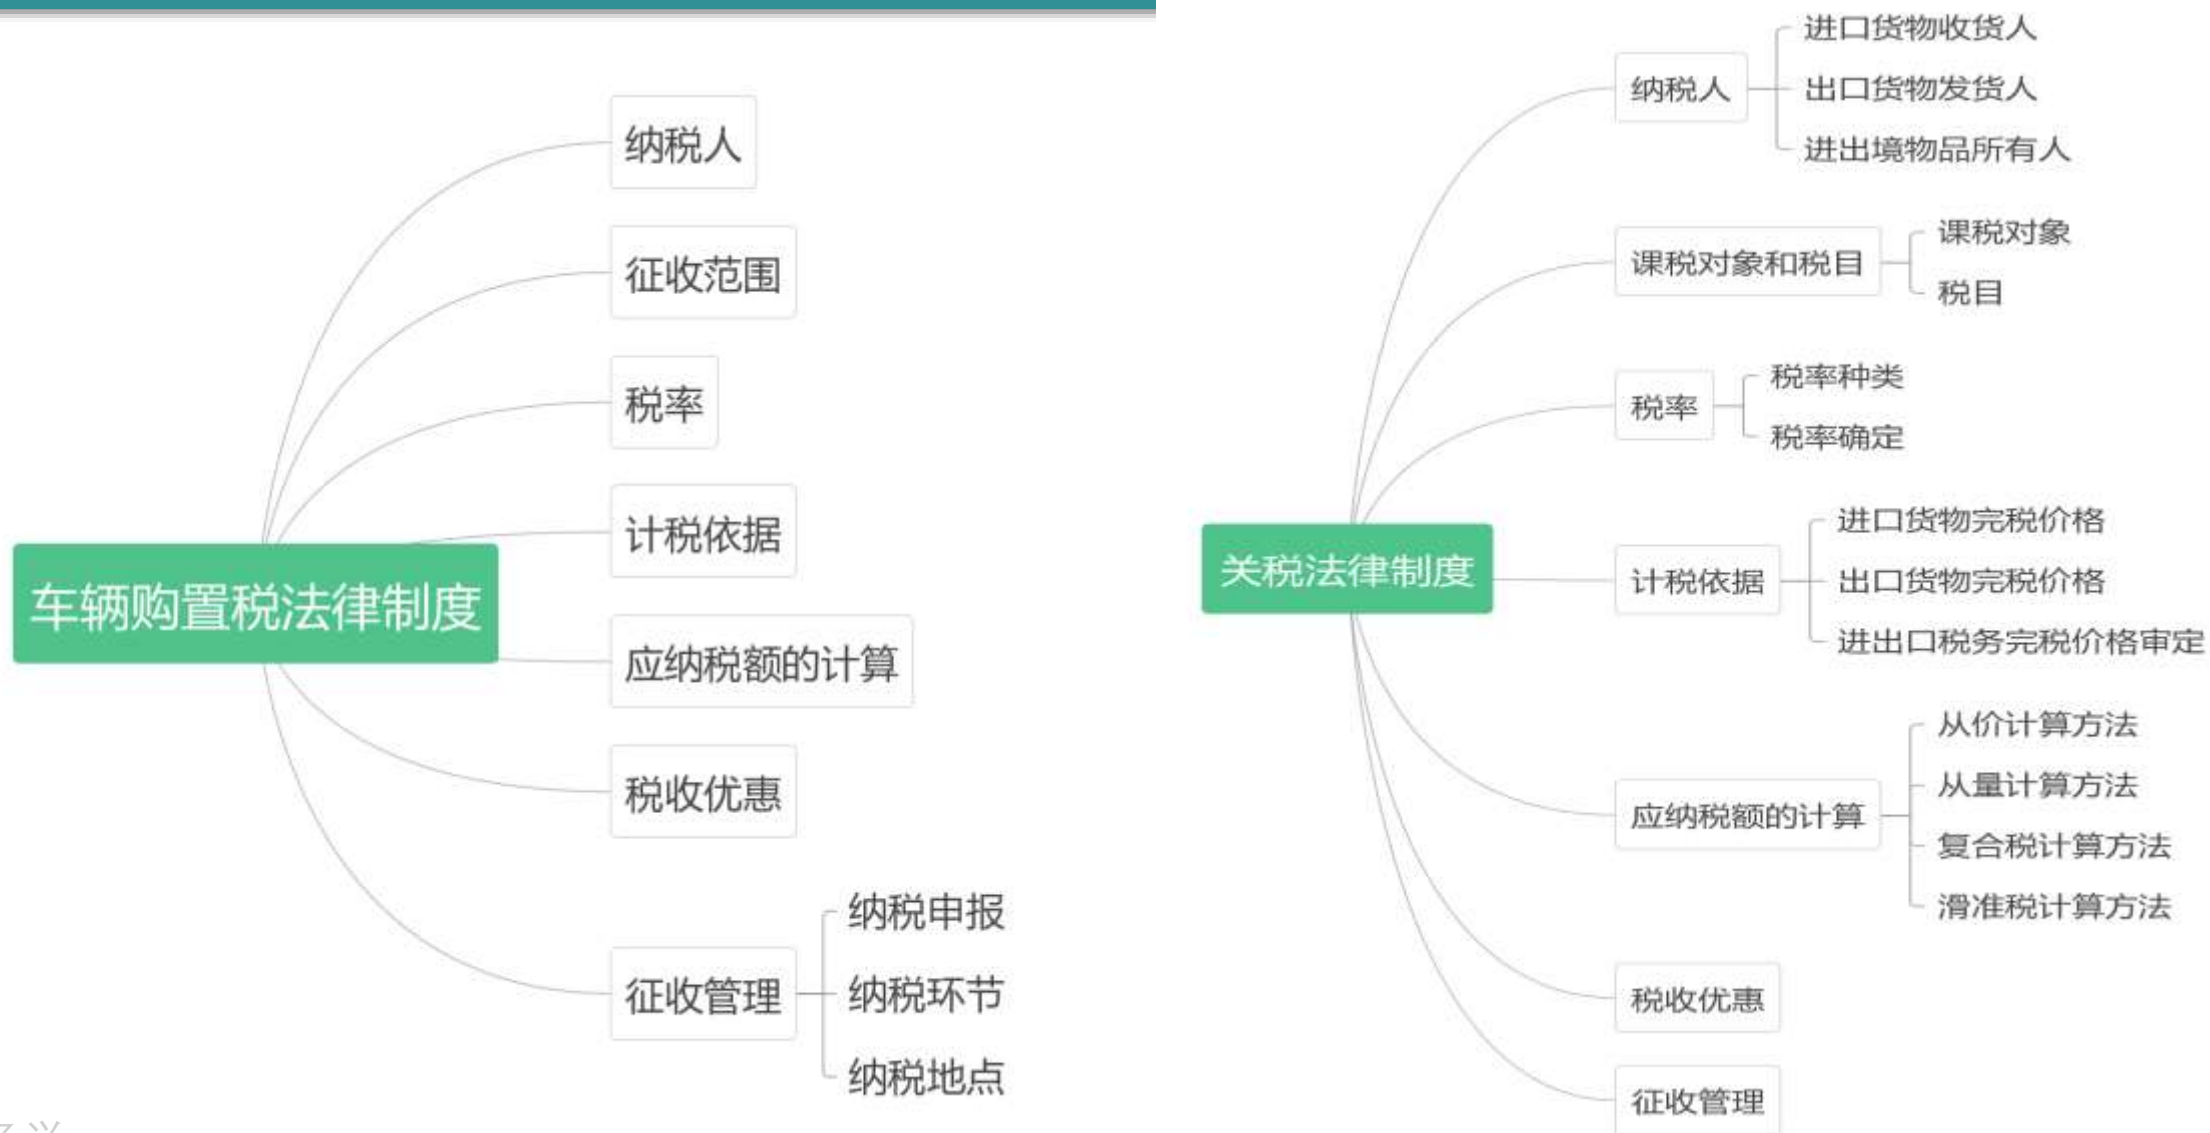 车辆购置税法律制度
纳税人
征收范围
税率
计税依据
应纳税额的计算
税收优惠
征收管理
纳税申报
纳税环节
纳税地点
关税法律制度
纳税人
进口货物收货人
出口货物发货人
进出境物品所有人
课税对象和税目
课税对象
税目
税率
税率种类
税率确定
计税依据
进口货物完税价格
出口货物完税价格
进出口税务完税价格审定
应纳税额的计算
从价计算方法
从量计算方法
复合税计算方法
滑准税计算方法
税收优惠
征收管理